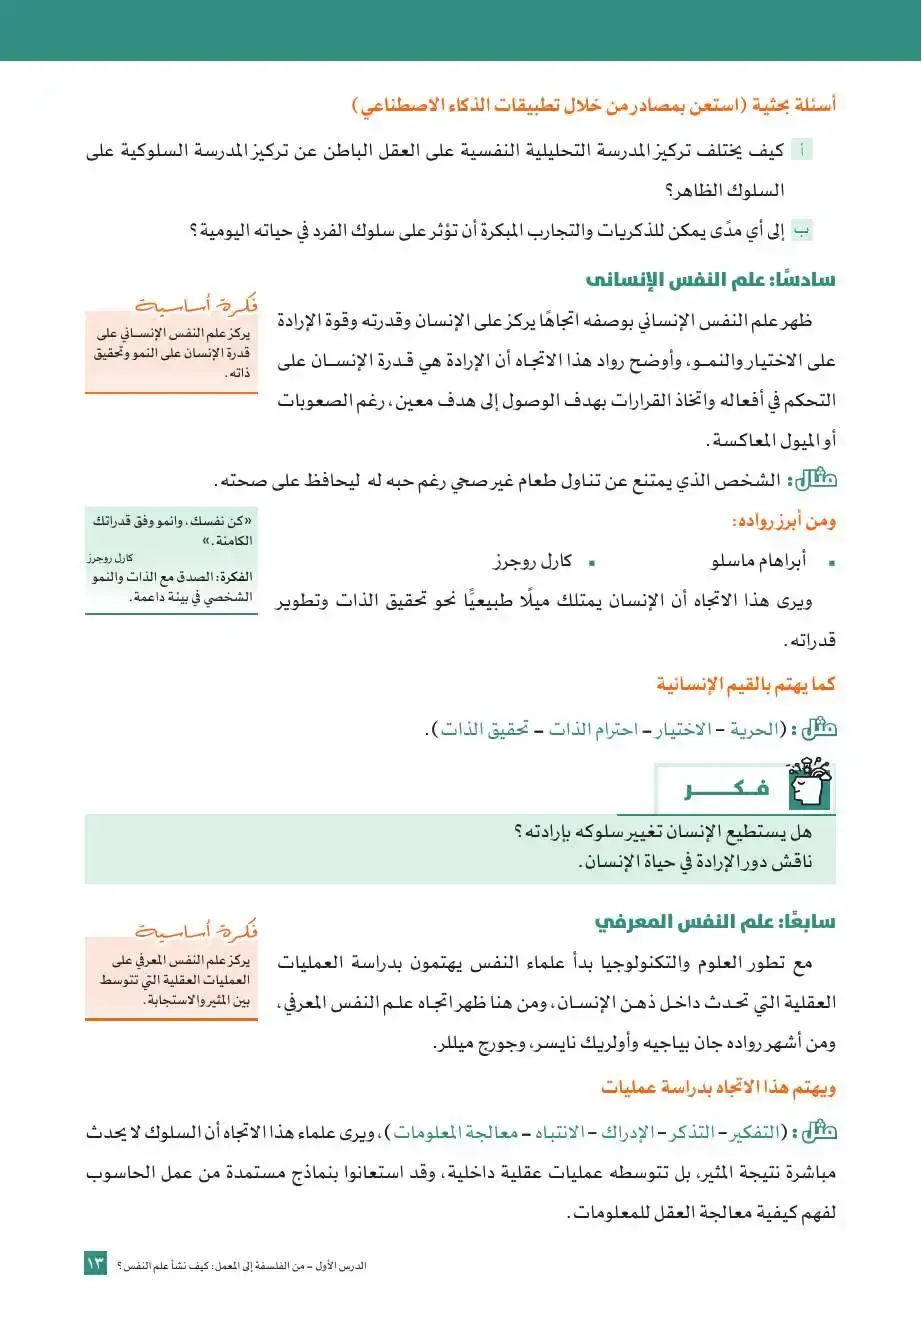 أسئلة بحثية (استعن بمصادر من خلال تطبيقات الذكاء الاصطناعي)
أ كيف يختلف تركيز المدرسة التحليلية النفسية على العقل الباطن عن تركيز المدرسة السلوكية على
السلوك الظاهر؟
ب إلى أي مدًى يمكن للذكريات والتجارب المبكرة أن تؤثر على سلوك الفرد في حياته اليومية؟
سادسًا: علم النفس الإنسانى
فكرة أساسية
يركز علم النفس الإنساني على
قدرة الإنسان على النمو وتحقيق
ذاته.
ظهر علم النفس الإنساني بوصفه اتجاهًا يركز على الإنسان وقدرته وقوة الإرادة
على الاختيار والنمو، وأوضح رواد هذا الاتجاه أن الإرادة هي قدرة الإنسان على
التحكم في أفعاله واتخاذ القرارات بهدف الوصول إلى هدف معين، رغم الصعوبات
أو الميول المعاكسة.
مثال: الشخص الذي يمتنع عن تناول طعام غير صحي رغم حبه له ليحافظ على صحته.
ومن أبرز رواده:
▪ أبراهام ماسلو ▪ كارل روجرز
«كن نفسك، وانمو وفق قدراتك
الكامنة.»
كارل روجرز
الفكرة: الصدق مع الذات والنمو
الشخصي في بيئة داعمة.
ويرى هذا الاتجاه أن الإنسان يمتلك ميلًا طبيعيًّا نحو تحقيق الذات وتطوير
قدراته.
كما يهتم بالقيم الإنسانية
مثل: (الحرية – الاختيار – احترام الذات – تحقيق الذات).
فـكـــــر
هل يستطيع الإنسان تغيير سلوكه بإرادته؟
ناقش دور الإرادة في حياة الإنسان.
سابعًا: علم النفس المعرفي
فكرة أساسية
يركز علم النفس المعرفي على
العمليات العقلية التي تتوسط
بين المثير والاستجابة.
مع تطور العلوم والتكنولوجيا بدأ علماء النفس يهتمون بدراسة العمليات
العقلية التي تحدث داخل ذهن الإنسان، ومن هنا ظهر اتجاه علم النفس المعرفي،
ومن أشهر رواده جان بياجيه وأولريك نايسر، وجورج ميللر.
ويهتم هذا الاتجاه بدراسة عمليات
مثل: (التفكير – التذكر – الإدراك – الانتباه – معالجة المعلومات)، ويرى علماء هذا الاتجاه أن السلوك لا يحدث
مباشرة نتيجة المثير، بل تتوسطه عمليات عقلية داخلية، وقد استعانوا بنماذج مستمدة من عمل الحاسوب
لفهم كيفية معالجة العقل للمعلومات.
الدرس الأول – من الفلسفة إلى المعمل: كيف نشأ علم النفس؟ ١٣